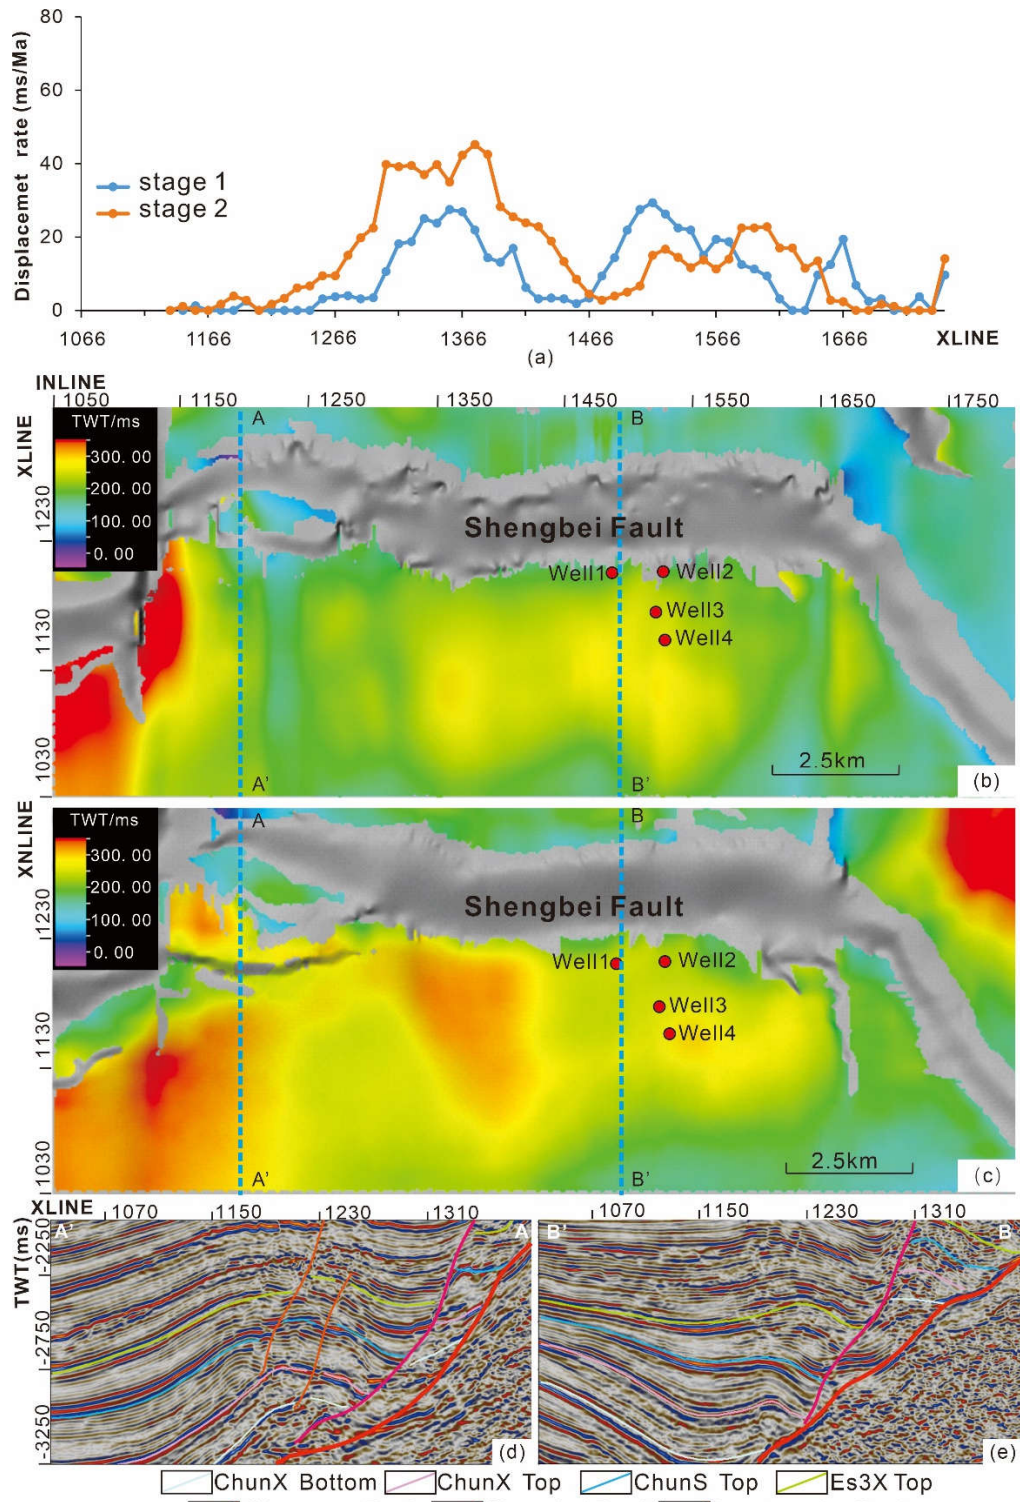 80
60
40
20
0
Displacemet rate (ms/Ma)
stage 1
stage 2
1066 1166 1266 1366 1466 1566 1666 XLINE
(a)
INLINE
1050 1150 1250 1350 1450 1550 1650 1750
XLINE
1230
1130
1030
TWT/ms
300.00
200.00
100.00
0.00
A
B
Shengbei Fault
Well1
Well2
Well3
Well4
2.5km
A'
B'
(b)
XNLINE
1230
1130
1030
TWT/ms
300.00
200.00
100.00
0.00
A
B
Shengbei Fault
Well1
Well2
Well3
Well4
2.5km
A'
B'
(c)
XLINE
1070 1150 1230 1310
1070 1150 1230 1310
TWT(ms)
-2250
-2750
-3250
A'
A
B'
B
(d)
(e)
ChunX Bottom
ChunX Top
ChunS Top
Es3X Top